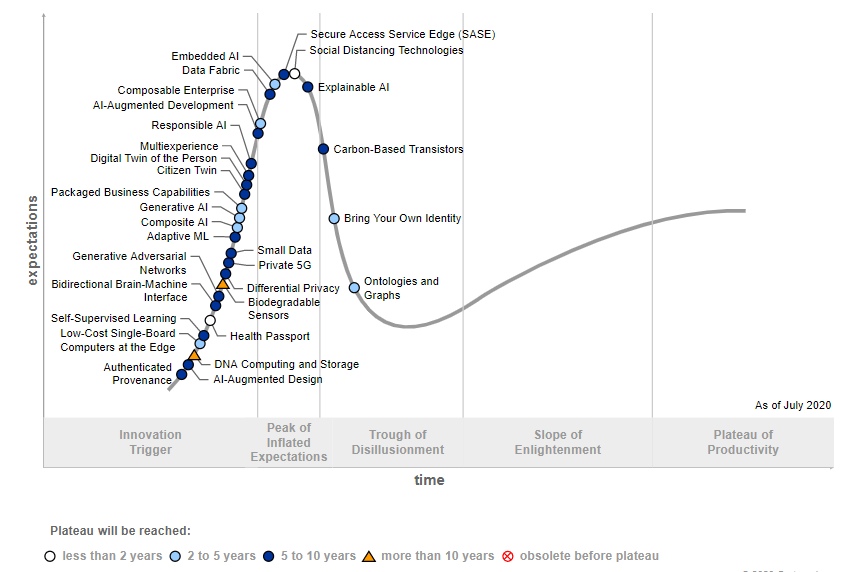 Secure Access Service Edge (SASE)
Social Distancing Technologies
Embedded AI
Data Fabric
Explainable AI
Composable Enterprise
AI-Augmented Development
Responsible AI
Carbon-Based Transistors
Multiexperience
Digital Twin of the Person
Citizen Twin
Packaged Business Capabilities
Generative AI
Bring Your Own Identity
Composite AI
Adaptive ML
Small Data
Generative Adversarial
Networks
Private 5G
Ontologies and
Graphs
Bidirectional Brain-Machine
Interface
Differential Privacy
Biodegradable
Sensors
Self-Supervised Learning
Low-Cost Single-Board
Computers at the Edge
Health Passport
DNA Computing and Storage
Authenticated
Provenance
AI-Augmented Design
expectations
As of July 2020
Innovation
Trigger
Peak of
Inflated
Expectations
Trough of
Disillusionment
Slope of
Enlightenment
Plateau of
Productivity
time
Plateau will be reached:
less than 2 years 2 to 5 years 5 to 10 years more than 10 years obsolete before plateau